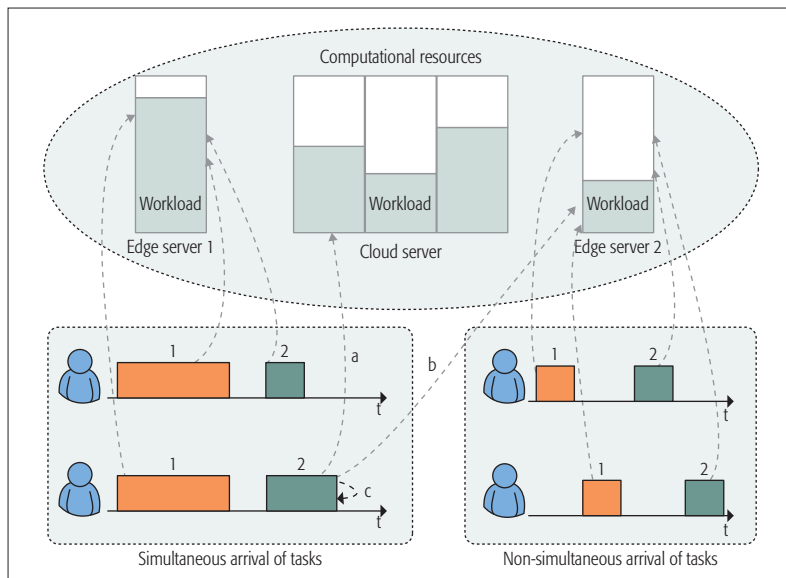 Computational resources
Workload
Workload
Workload
Edge server 1
Cloud server
Edge server 2
1
2
a
t
1
2
c
t
b
1
2
t
1
2
t
Simultaneous arrival of tasks
Non-simultaneous arrival of tasks